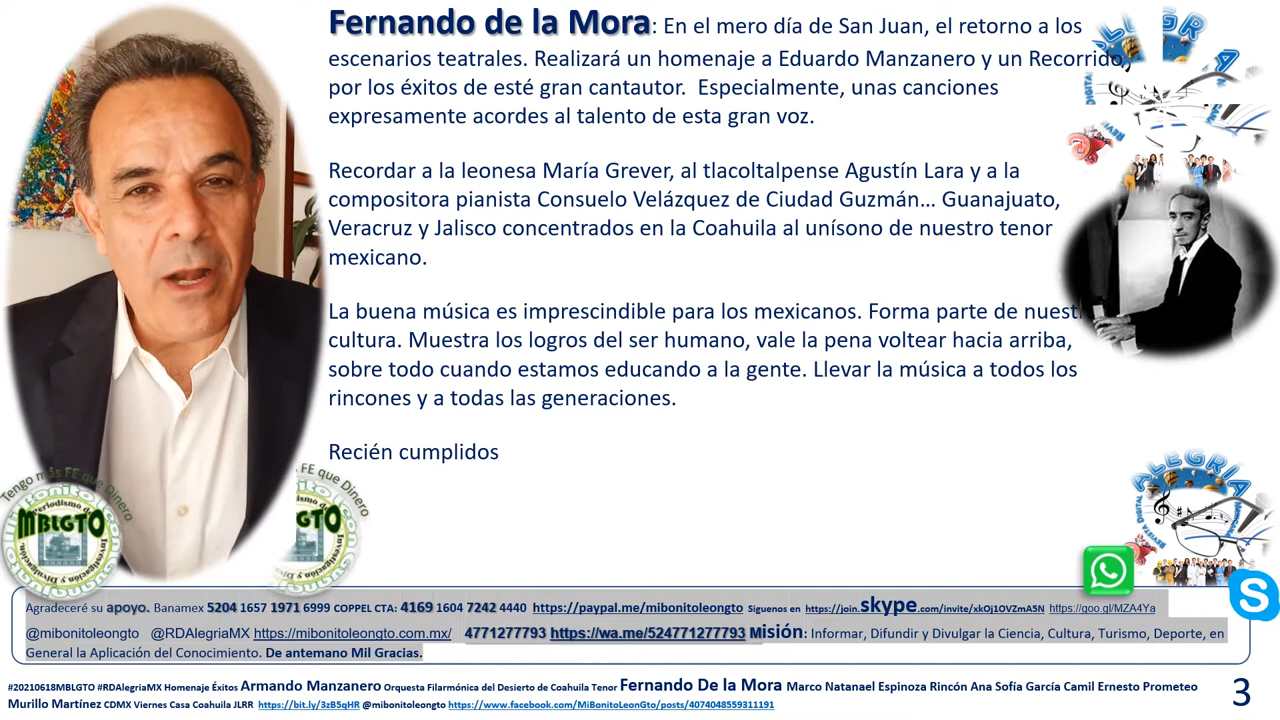 Fernando de la Mora: En el mero día de San Juan, el retorno a los
escenarios teatrales. Realizará un homenaje a Eduardo Manzanero y un Recorrido,
por los éxitos de esté gran cantautor. Especialmente, unas canciones
expresamente acordes al talento de esta gran voz.
Recordar a la leonesa María Grever, al tlacoltalpense Agustín Lara y a la
compositora pianista Consuelo Velázquez de Ciudad Guzmán... Guanajuato,
Veracruz y Jalisco concentrados en la Coahuila al unísono de nuestro tenor
mexicano.
La buena música es imprescindible para los mexicanos. Forma parte de nuest
cultura. Muestra los logros del ser humano, vale la pena voltear hacia arriba,
sobre todo cuando estamos educando a la gente. Llevar la música a todos los
rincones y a todas las generaciones.
Recién cumplidos
Tengo más FE que Dinero
Periodismo de
MBLGTO
Investigación y Divulgación
FE que Dinero
GTO
ALEGRIA
Agradeceré su apoyo. Banamex 5204 1657 1971 6999 COPPEL CTA: 4169 1604 7242 4440 https://paypal.me/mibonitoleongto Siguenos en https://join.skype.com/invite/xkOj1OVZmA5N https://goo.gl/MZA4Ya
@mibonitoleongto @RDAlegriaMX https://mibonitoleongto.com.mx/ 4771277793 https://wa.me/524771277793 Misión: Informar, Difundir y Divulgar la Ciencia, Cultura, Turismo, Deporte, en
General la Aplicación del Conocimiento. De antemano Mil Gracias.
#20210618MBLGTO #RDAlegriaMX Homenaje Éxitos Armando Manzanero Orquesta Filarmónica del Desierto de Coahuila Tenor Fernando De la Mora Marco Natanael Espinoza Rincón Ana Sofía García Camil Ernesto Prometeo
Murillo Martínez CDMX Viernes Casa Coahuila JLRR https://bit.ly/3zB5qHR @mibonitoleongto https://www.facebook.com/MiBonitoLeonGto/posts/4074048559311191
3